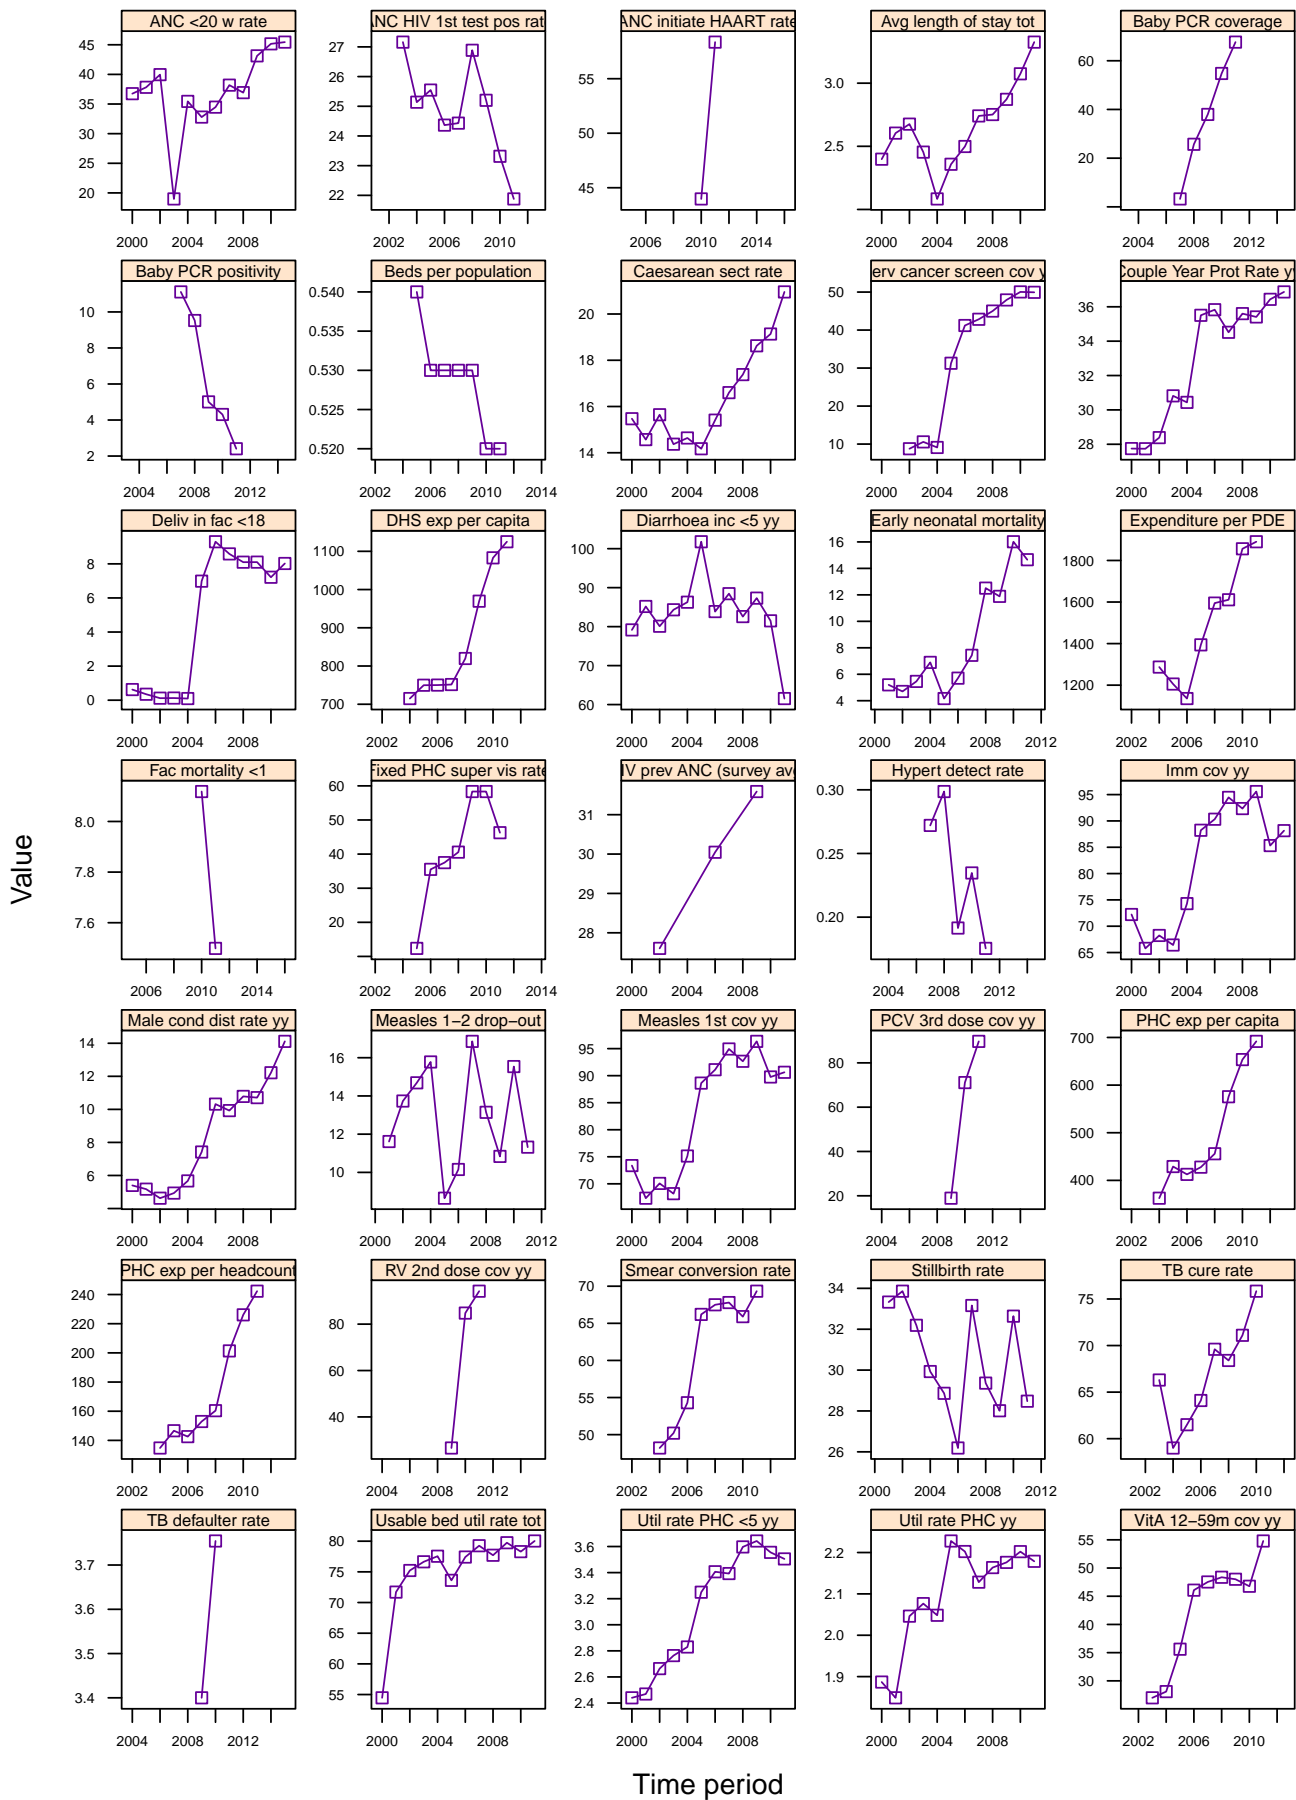 ANC <20 w rate
45
40
35
30
25
20
2000 2004 2008
ANC HIV 1st test pos rat
27
26
25
24
23
22
2002 2006 2010
ANC initiate HAART rate
55
50
45
2006 2010 2014
Avg length of stay tot
3.0
2.5
2000 2004 2008
Baby PCR coverage
60
40
20
2004 2008 2012
Baby PCR positivity
10
8
6
4
2
2004 2008 2012
Beds per population
0.540
0.535
0.530
0.525
0.520
2002 2006 2010 2014
Caesarean sect rate
20
18
16
14
2000 2004 2008
erv cancer screen cov y
50
40
30
20
10
2000 2004 2008
Couple Year Prot Rate y
36
34
32
30
28
2000 2004 2008
Deliv in fac <18
8
6
4
2
0
2000 2004 2008
DHS exp per capita
1100
1000
900
800
700
2002 2006 2010
Diarrhoea inc <5 yy
100
90
80
70
60
2000 2004 2008
Early neonatal mortality
16
14
12
10
8
6
4
2000 2004 2008 2012
Expenditure per PDE
1800
1600
1400
1200
2002 2006 2010
Fac mortality <1
8.0
7.8
7.6
2006 2010 2014
Fixed PHC super vis rate
60
50
40
30
20
2002 2006 2010 2014
IV prev ANC (survey av
31
30
29
28
2000 2004 2008
Hypert detect rate
0.30
0.25
0.20
2004 2008 2012
Imm cov yy
95
90
85
80
75
70
65
2000 2004 2008
Male cond dist rate yy
14
12
10
8
6
2000 2004 2008
Measles 1−2 drop−out
16
14
12
10
2000 2004 2008 2012
Measles 1st cov yy
95
90
85
80
75
70
2000 2004 2008
PCV 3rd dose cov yy
80
60
40
20
2004 2008 2012
PHC exp per capita
700
600
500
400
2002 2006 2010
PHC exp per headcount
240
220
200
180
160
140
2002 2006 2010
RV 2nd dose cov yy
80
60
40
2004 2008 2012
Smear conversion rate
70
65
60
55
50
2002 2006 2010
Stillbirth rate
34
32
30
28
26
2000 2004 2008 2012
TB cure rate
75
70
65
60
2002 2006 2010
TB defaulter rate
3.7
3.6
3.5
3.4
2004 2008 2012
Usable bed util rate tot
80
75
70
65
60
55
2000 2004 2008
Util rate PHC <5 yy
3.6
3.4
3.2
3.0
2.8
2.6
2.4
2000 2004 2008
Util rate PHC yy
2.2
2.1
2.0
1.9
2000 2004 2008
VitA 12−59m cov yy
55
50
45
40
35
30
2002 2006 2010
Value
Time period